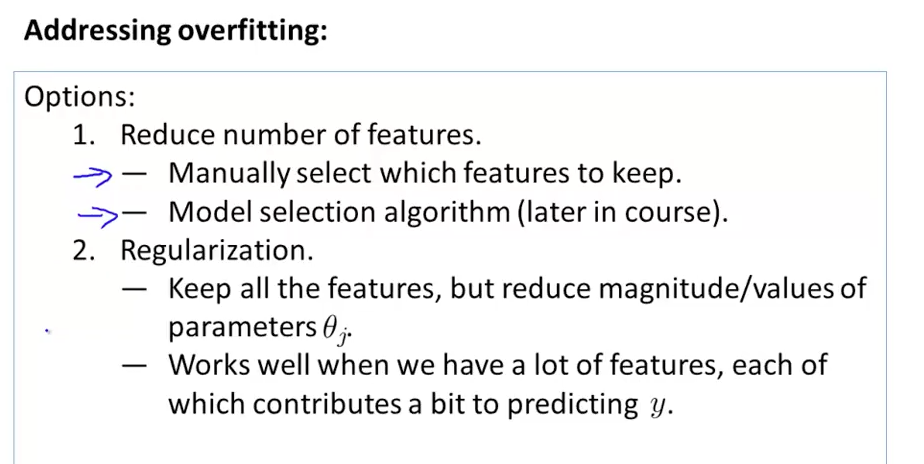 Addressing overfitting:
Options:
1. Reduce number of features.
— Manually select which features to keep.
— Model selection algorithm (later in course).
2. Regularization.
— Keep all the features, but reduce magnitude/values of
parameters θⱼ.
— Works well when we have a lot of features, each of
which contributes a bit to predicting y.